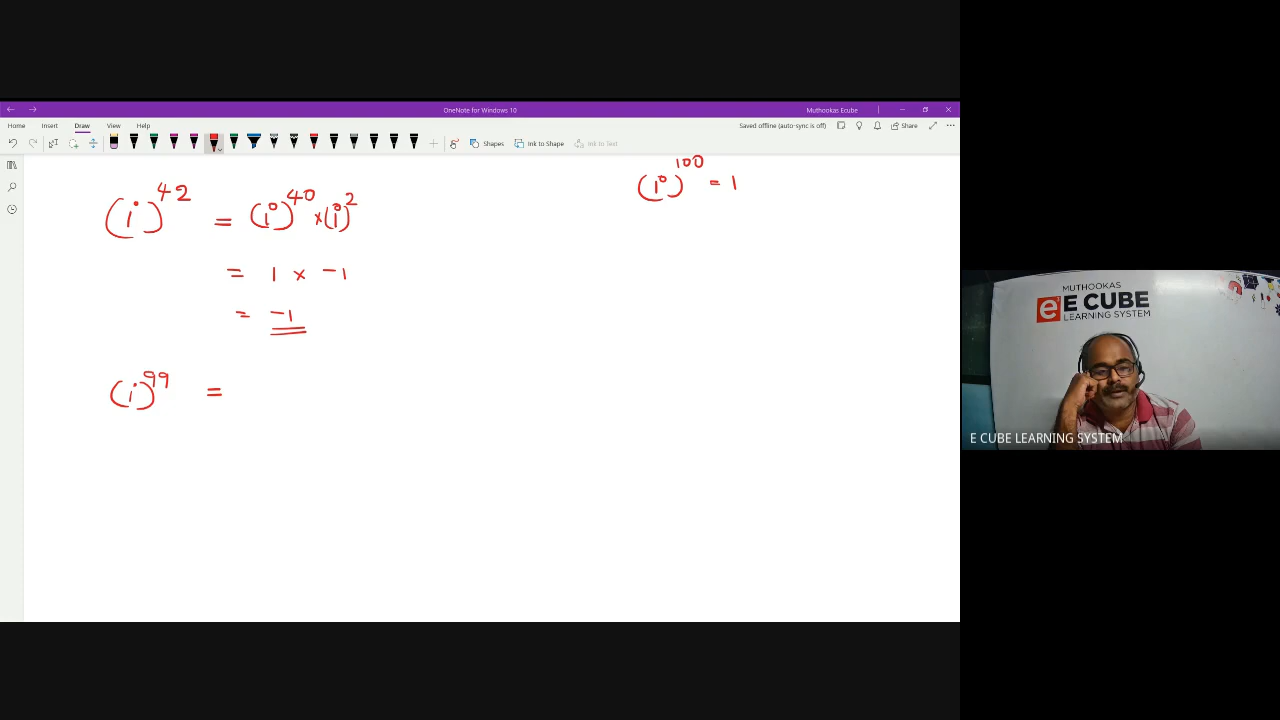 OneNote for Windows 10
Muthookas Ecube
Home Insert Draw View Help
Saved offline (auto-sync is off)
Share
Shapes
Ink to Shape
Ink to Text
(i)^100 = 1
(i)^42 = (i)^40 × (i)^2
= 1 × -1
= -1
(i)^99 =
MUTHOOKAS
e E CUBE
LEARNING SYSTEM
E CUBE LEARNING SYSTEM